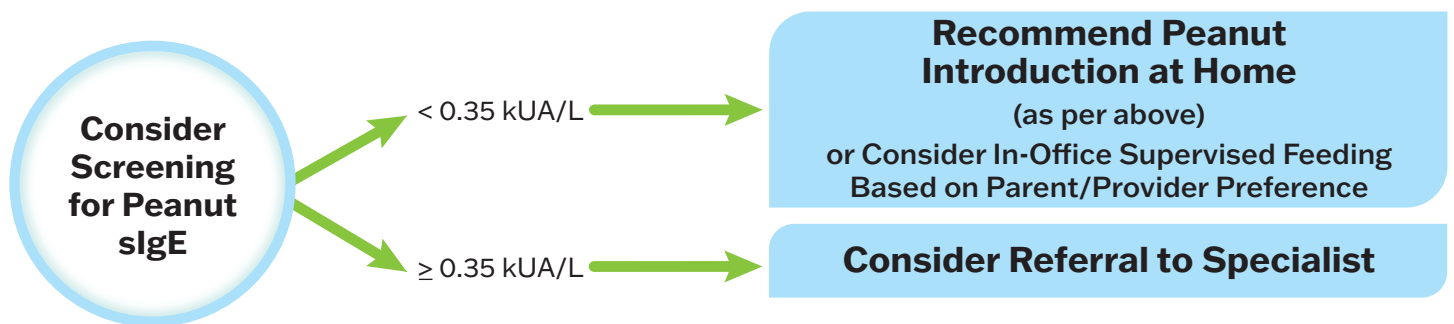 Consider
Screening
for Peanut
sIgE
< 0.35 kUA/L
Recommend Peanut
Introduction at Home
(as per above)
or Consider In-Office Supervised Feeding
Based on Parent/Provider Preference
≥ 0.35 kUA/L
Consider Referral to Specialist